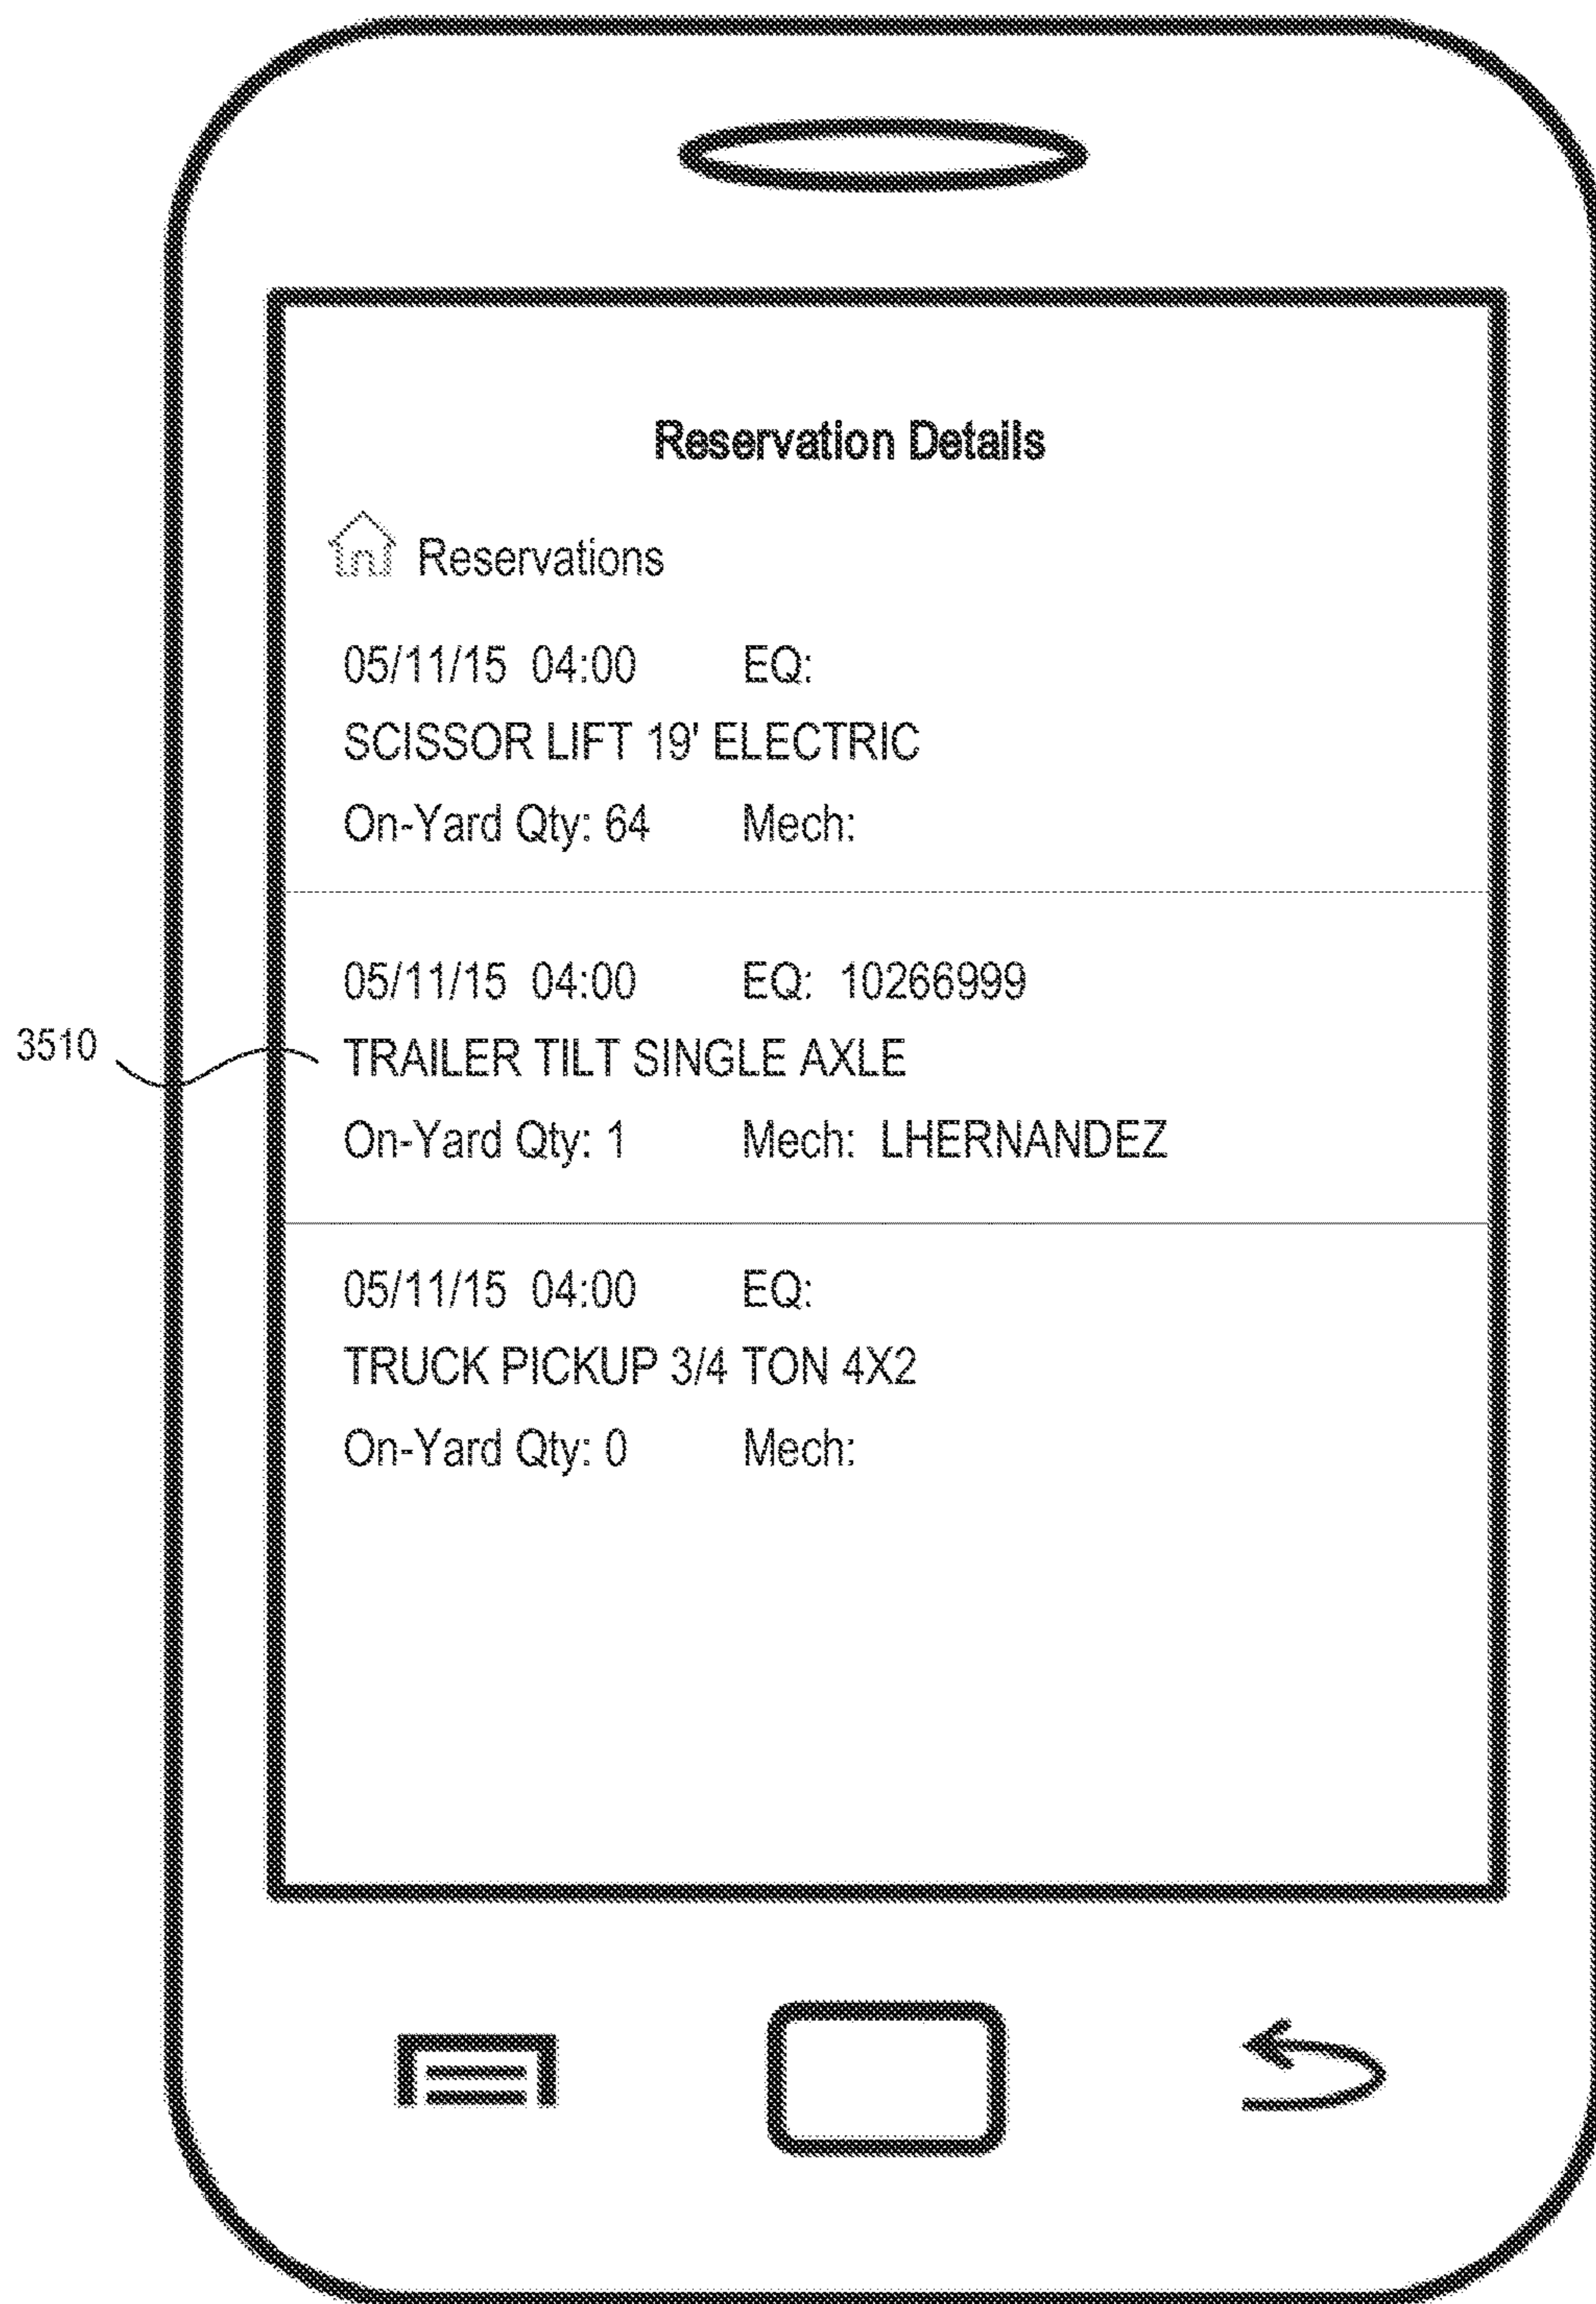 Reservation Details
Reservations
05/11/15 04:00 EQ:
SCISSOR LIFT 19' ELECTRIC
On-Yard Qty: 64 Mech:
05/11/15 04:00 EQ: 10266999
3510
TRAILER TILT SINGLE AXLE
On-Yard Qty: 1 Mech: LHERNANDEZ
05/11/15 04:00 EQ:
TRUCK PICKUP 3/4 TON 4X2
On-Yard Qty: 0 Mech: